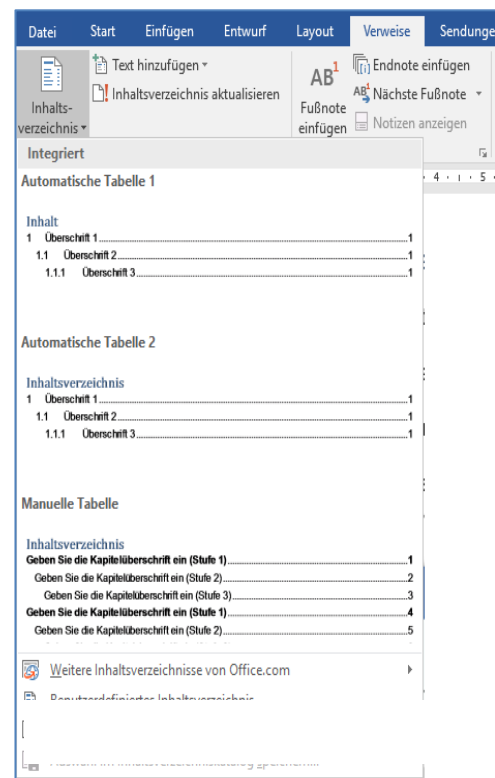 Datei Start Einfügen Entwurf Layout Verweise Sendunge
Inhalts-
verzeichnis
Text hinzufügen
Inhaltsverzeichnis aktualisieren
AB1
Fußnote
einfügen
Endnote einfügen
Nächste Fußnote
Notizen anzeigen
4 · ı · 5
Integriert
Automatische Tabelle 1
Inhalt
1 Überschrift 1........1
1.1 Überschrift 2........1
1.1.1 Überschrift 3........1
Automatische Tabelle 2
Inhaltsverzeichnis
1 Überschrift 1........1
1.1 Überschrift 2........1
1.1.1 Überschrift 3........1
Manuelle Tabelle
Inhaltsverzeichnis
Geben Sie die Kapitelüberschrift ein (Stufe 1)........1
Geben Sie die Kapitelüberschrift ein (Stufe 2)........2
Geben Sie die Kapitelüberschrift ein (Stufe 3)........3
Geben Sie die Kapitelüberschrift ein (Stufe 1)........4
Geben Sie die Kapitelüberschrift ein (Stufe 2)........5
Weitere Inhaltsverzeichnisse von Office.com
Benutzerdefiniertes Inhaltsverzeichnis